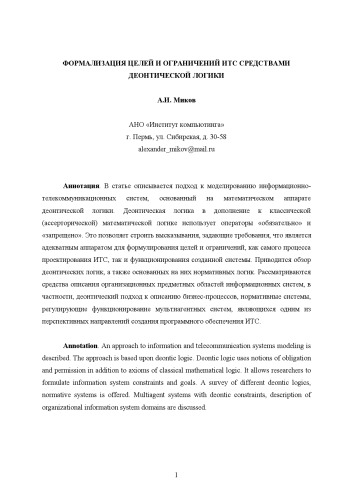 ФОРМАЛИЗАЦИЯ ЦЕЛЕЙ И ОГРАНИЧЕНИЙ ИТС СРЕДСТВАМИ
ДЕОНТИЧЕСКОЙ ЛОГИКИ
А.И. Миков
АНО «Институт компьютинга»
г. Пермь, ул. Сибирская, д. 30-58
alexander_mikov@mail.ru
Аннотация. В статье описывается подход к моделированию информационно-
телекоммуникационных систем, основанный на математическом аппарате
деонтической логики. Деонтическая логика в дополнение к классической
(ассерторической) математической логике использует операторы «обязательно» и
«запрещено». Это позволяет строить высказывания, задающие требования, что является
адекватным аппаратом для формулирования целей и ограничений, как самого процесса
проектирования ИТС, так и функционирования созданной системы. Приводится обзор
деонтических логик, а также основанных на них нормативных логик. Рассматриваются
средства описания организационных предметных областей информационных систем, в
частности, деонтический подход к описанию бизнес-процессов, нормативные системы,
регулирующие функционирование мультиагентных систем, являющихся одним из
перспективных направлений создания программного обеспечения ИТС.
Annotation. An approach to information and telecommunication systems modeling is
described. The approach is based upon deontic logic. Deontic logic uses notions of obligation
and permission in addition to axioms of classical mathematical logic. It allows researchers to
formulate information system constraints and goals. A survey of different deontic logics,
normative systems is offered. Multiagent systems with deontic constraints, description of
organizational information system domains are discussed.
1